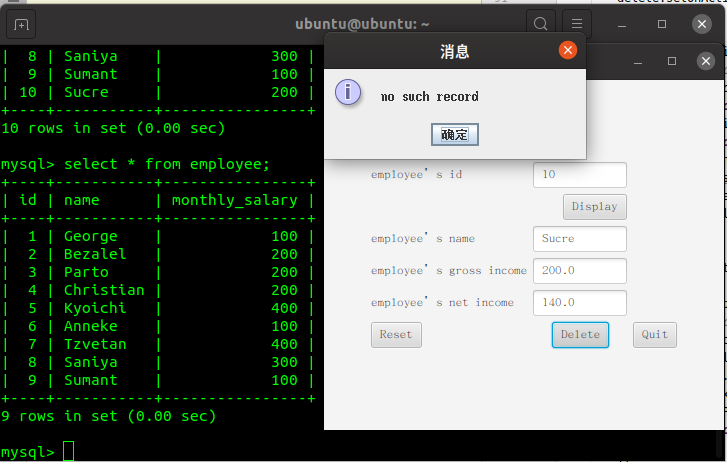 ubuntu@ubuntu: ~
|  8 | Saniya    |            300 |
|  9 | Sumant    |            100 |
| 10 | Sucre     |            200 |
+----+-----------+----------------+
10 rows in set (0.00 sec)
mysql> select * from employee;
+----+-----------+----------------+
| id | name      | monthly_salary |
+----+-----------+----------------+
|  1 | George    |            100 |
|  2 | Bezalel   |            200 |
|  3 | Parto     |            200 |
|  4 | Christian |            200 |
|  5 | Kyoichi   |            400 |
|  6 | Anneke    |            100 |
|  7 | Tzvetan   |            400 |
|  8 | Saniya    |            300 |
|  9 | Sumant    |            100 |
+----+-----------+----------------+
9 rows in set (0.00 sec)
mysql>
消息
no such record
确定
employee's id 10
Display
employee's name Sucre
employee's gross income 200.0
employee's net income 140.0
Reset Delete Quit